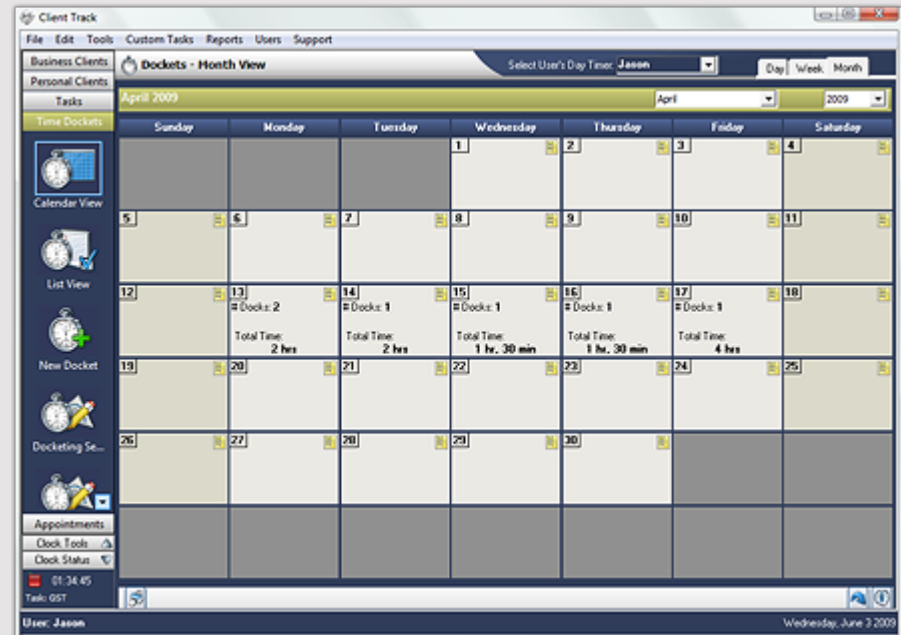 Client Track
File Edit Tools Custom Tasks Reports Users Support
Business Clients
Dockets - Month View
Select User's Day Timer: Jason
Day Week Month
Personal Clients
Tasks
April 2009
April
2009
Time Dockets
Sunday Monday Tuesday Wednesday Thursday Friday Saturday
1 2 3 4
Calendar View
5 6 7 8 9 10 11
List View
12 13 14 15 16 17 18
# Docks: 2 # Docks: 1 # Docks: 1 # Docks: 1 # Docks: 1
Total Time: Total Time: Total Time: Total Time: Total Time:
2 hrs 2 hrs 1 hr, 30 min 1 hr, 30 min 4 hrs
New Docket
19 20 21 22 23 24 25
Docketing Se...
26 27 28 29 30
Appointments
Clock Tools
Clock Status
01:34:45
Task: GST
User: Jason
Wednesday, June 3 2009